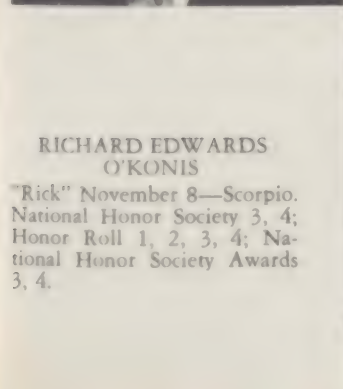 RICHARD EDWARDS
O'KONIS
"Rick" November 8—Scorpio.
National Honor Society 3, 4;
Honor Roll 1, 2, 3, 4; Na-
tional Honor Society Awards
3, 4.